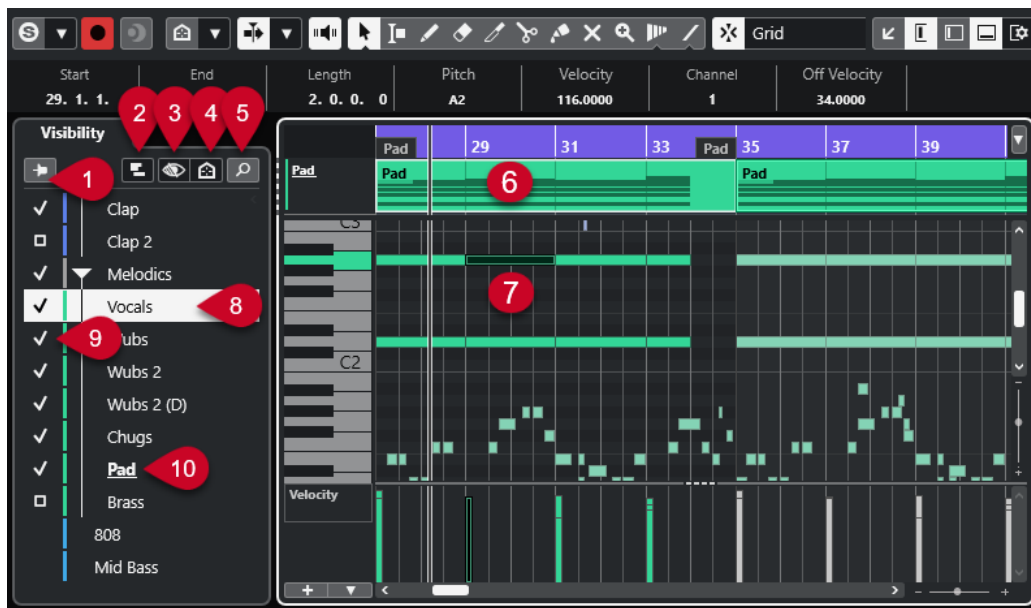 S
Grid
Start End Length Pitch Velocity Channel Off Velocity
29. 1. 1. 2. 0. 0. 0 A2 116.0000 1 34.0000
Visibility
2 3 4 5
1
Clap
Clap 2
Melodics
Vocals 8
9
Wubs 2
Wubs 2 (D)
Chugs
Pad 10
Brass
808
Mid Bass
Pad 29 31 33 Pad 35 37 39
Pad Pad 6 Pad
C3
7
C2
Velocity